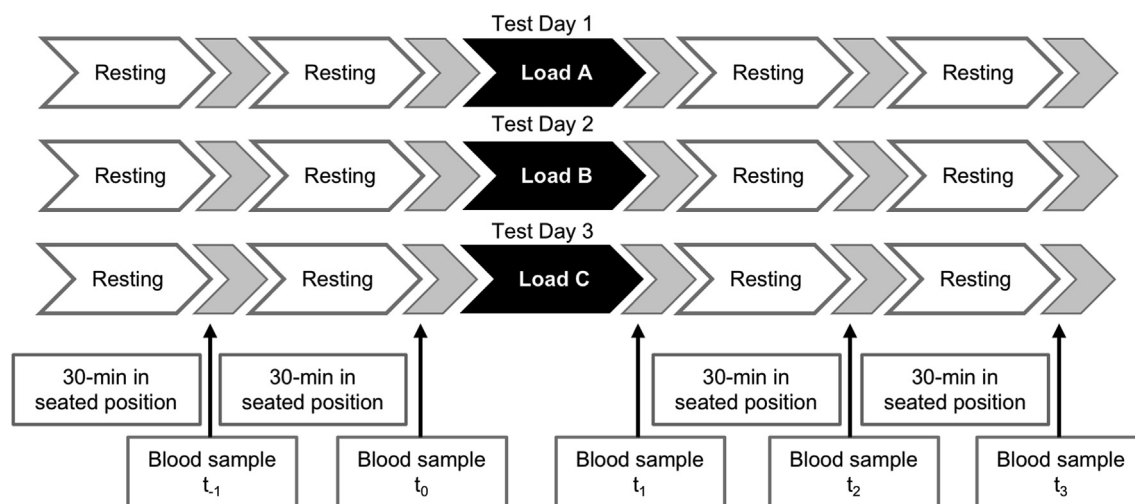 Test Day 1
Resting
Resting
Load A
Resting
Resting
Test Day 2
Resting
Resting
Load B
Resting
Resting
Test Day 3
Resting
Resting
Load C
Resting
Resting
30-min in
seated position
30-min in
seated position
30-min in
seated position
30-min in
seated position
Blood sample
t-1
Blood sample
t0
Blood sample
t1
Blood sample
t2
Blood sample
t3